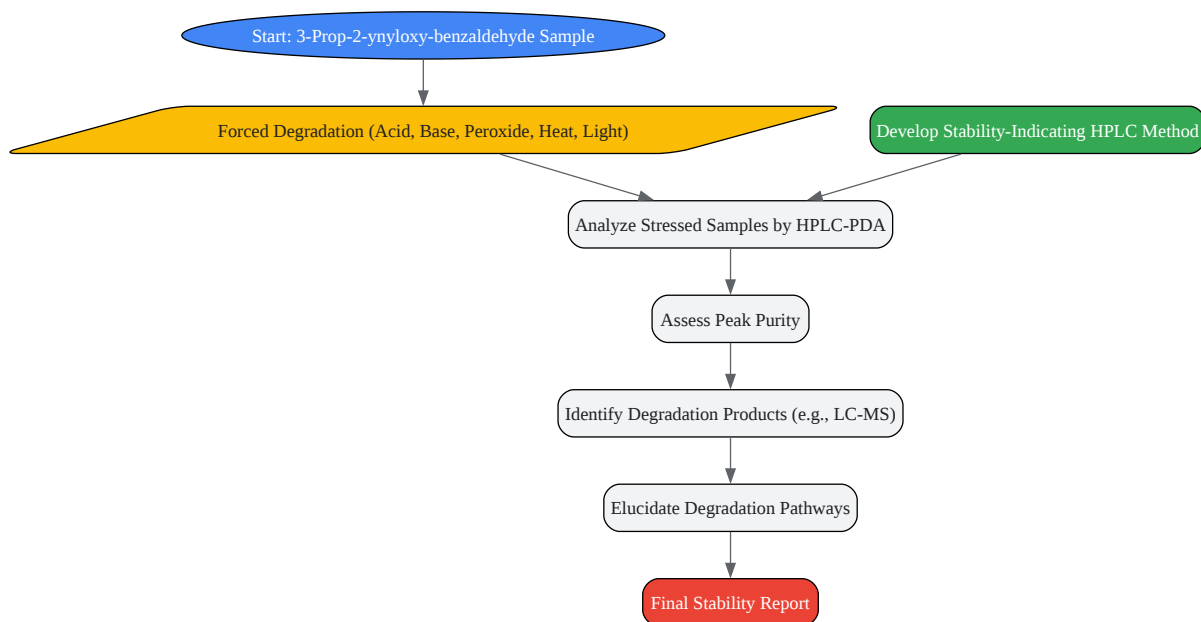 Start: 3-Prop-2-ynyloxy-benzaldehyde Sample
Forced Degradation (Acid, Base, Peroxide, Heat, Light)
Develop Stability-Indicating HPLC Method
Analyze Stressed Samples by HPLC-PDA
Assess Peak Purity
Identify Degradation Products (e.g., LC-MS)
Elucidate Degradation Pathways
Final Stability Report